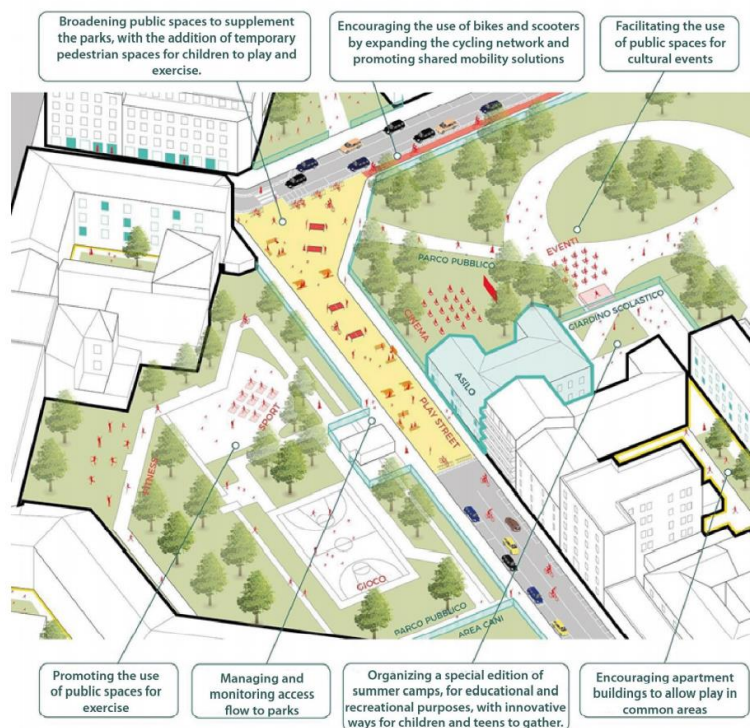 Broadening public spaces to supplement
the parks, with the addition of temporary
pedestrian spaces for children to play and
exercise.
Encouraging the use of bikes and scooters
by expanding the cycling network and
promoting shared mobility solutions
Facilitating the use
of public spaces for
cultural events
PARCO PUBBLICO
EVENTI
CINEMA
GIARDINO SCOLASTICO
ASILO
PLAY STREET
SPORT
FITNESS
GIOCO
PARCO PUBBLICO
AREA CANI
Promoting the use
of public spaces for
exercise
Managing and
monitoring access
flow to parks
Organizing a special edition of
summer camps, for educational and
recreational purposes, with innovative
ways for children and teens to gather.
Encouraging apartment
buildings to allow play in
common areas